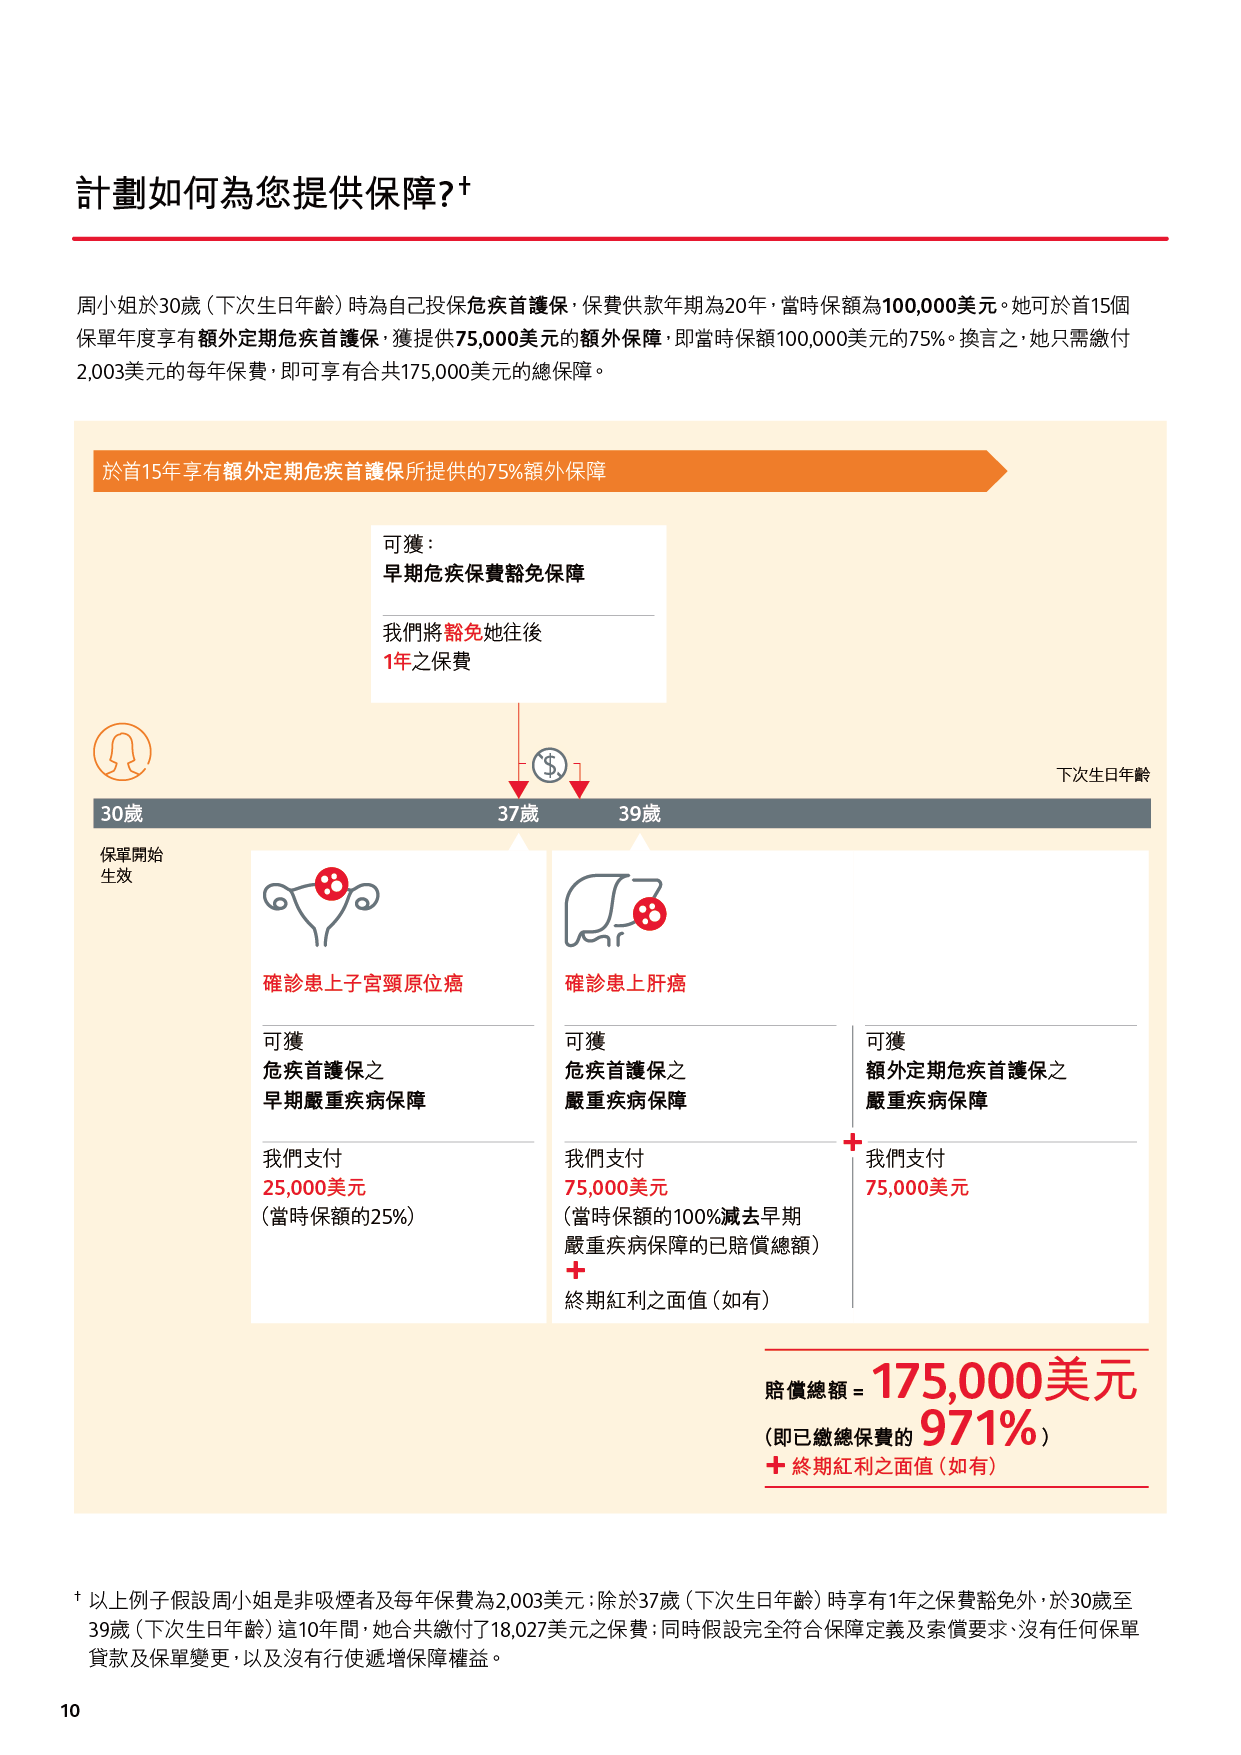 計劃如何為您提供保障?†
周小姐於30歲（下次生日年齡）時為自己投保危疾首護保，保費供款年期為20年，當時保額為100,000美元。她可於首15個
保單年度享有額外定期危疾首護保，獲提供75,000美元的額外保障，即當時保額100,000美元的75%。換言之，她只需繳付
2,003美元的每年保費，即可享有合共175,000美元的總保障。
於首15年享有額外定期危疾首護保所提供的75%額外保障
可獲：
早期危疾保費豁免保障
我們將豁免她往後
1年之保費
$
下次生日年齡
30歲 37歲 39歲
保單開始
生效
確診患上子宮頸原位癌
可獲
危疾首護保之
早期嚴重疾病保障
我們支付
25,000美元
（當時保額的25%）
確診患上肝癌
可獲
危疾首護保之
嚴重疾病保障
我們支付
75,000美元
（當時保額的100%減去早期
嚴重疾病保障的已賠償總額）
+
終期紅利之面值（如有）
+
可獲
額外定期危疾首護保之
嚴重疾病保障
我們支付
75,000美元
賠償總額 = 175,000美元
（即已繳總保費的 971%）
+ 終期紅利之面值（如有）
† 以上例子假設周小姐是非吸煙者及每年保費為2,003美元；除於37歲（下次生日年齡）時享有1年之保費豁免外，於30歲至
39歲（下次生日年齡）這10年間，她合共繳付了18,027美元之保費；同時假設完全符合保障定義及索償要求、沒有任何保單
貸款及保單變更，以及沒有行使遞增保障權益。
10